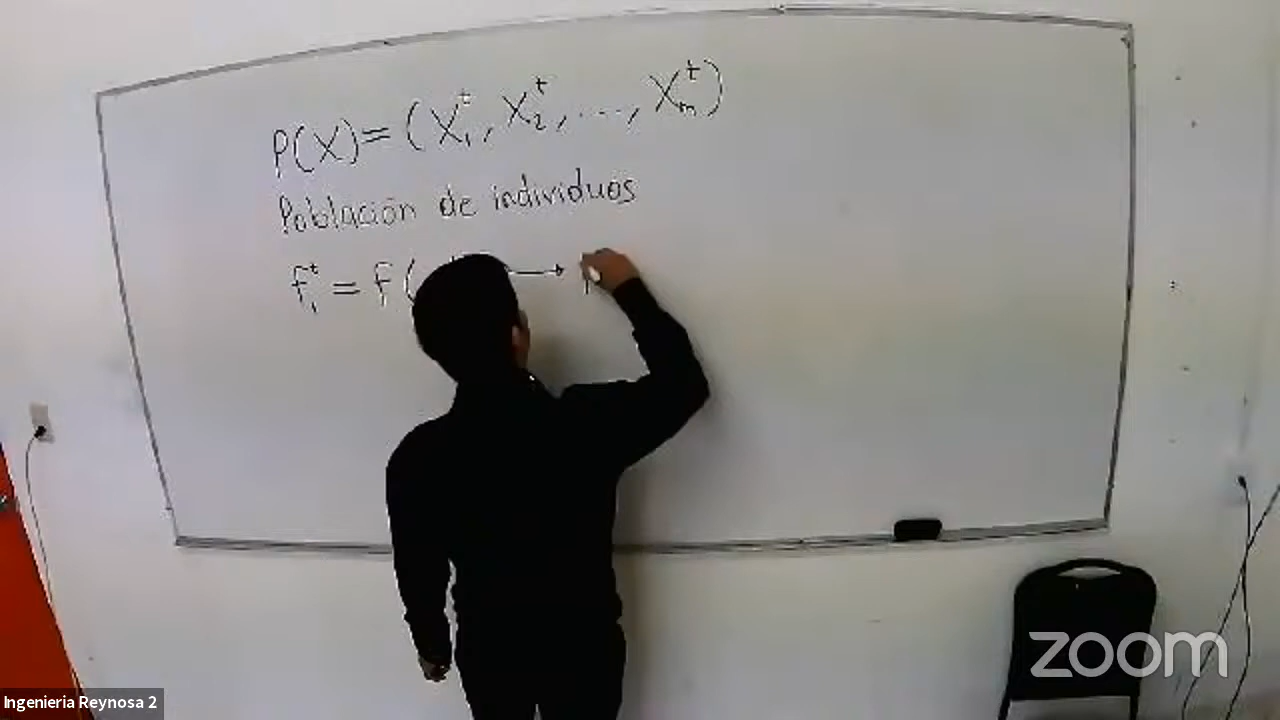 P(X)=(X₁ᵗ, X₂ᵗ, ..., Xₘᵗ)
Población de individuos
f₁ᵗ = f(
zoom
Ingenieria Reynosa 2